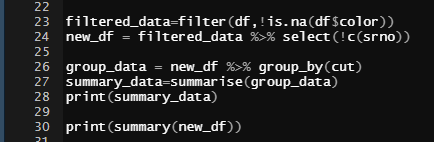 22
23 filtered_data=filter(df,!is.na(df$color))
24 new_df = filtered_data %>% select(!c(srno))
25
26 group_data = new_df %>% group_by(cut)
27 summary_data=summarise(group_data)
28 print(summary_data)
29
30 print(summary(new_df))
31